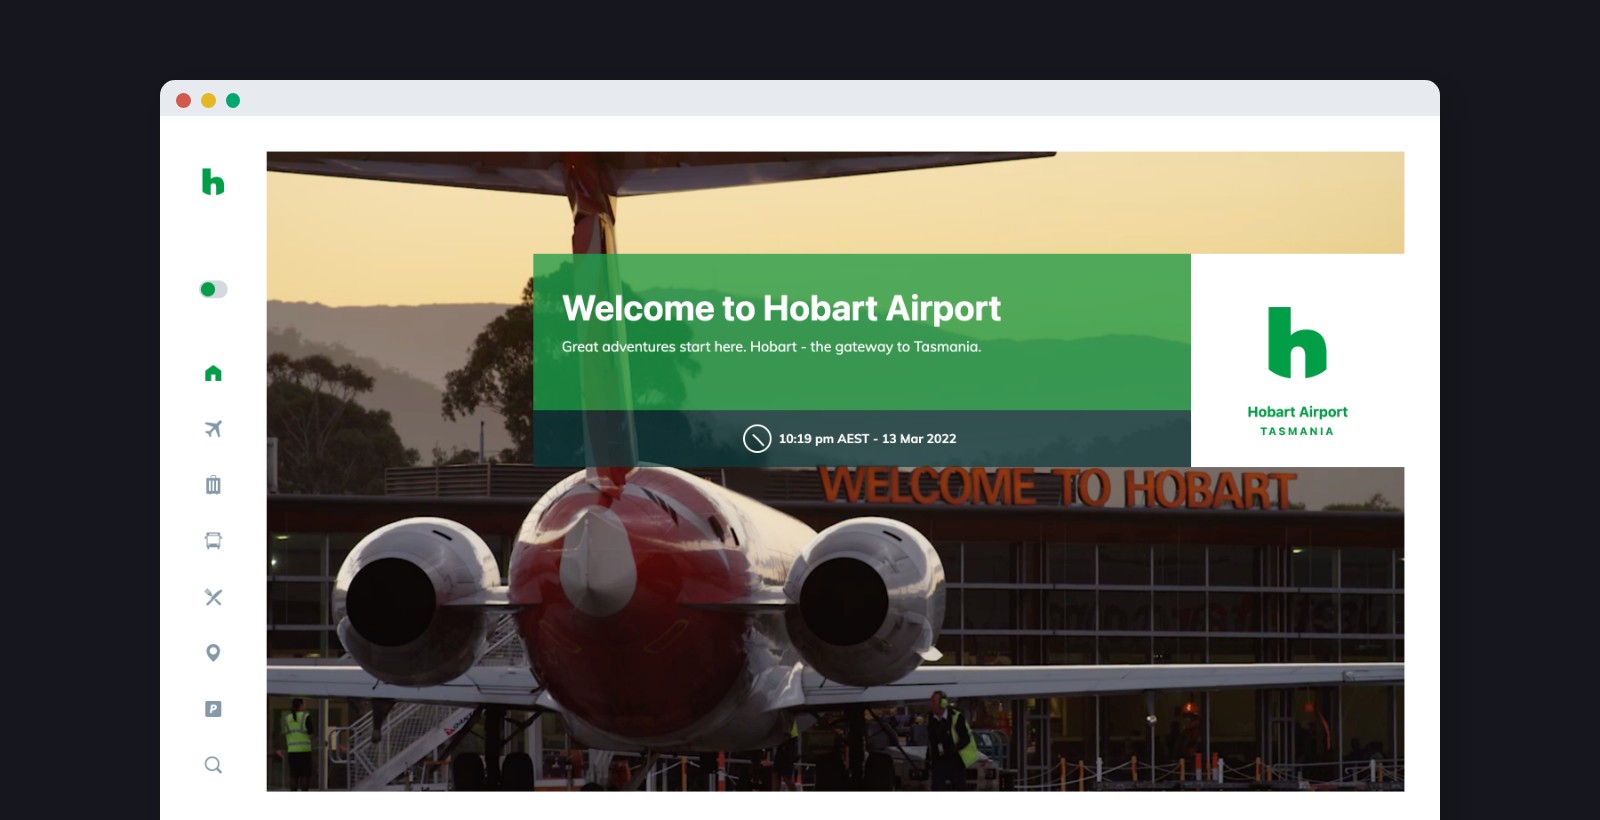 Welcome to Hobart Airport
Great adventures start here. Hobart - the gateway to Tasmania.
10:19 pm AEST - 13 Mar 2022
h
Hobart Airport
TASMANIA
WELCOME TO HOBART
P